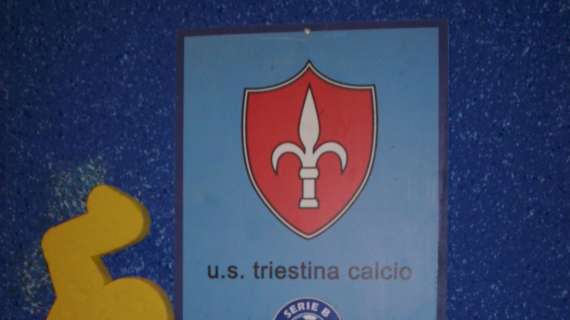 u.s. triestina calcio
SERIE B